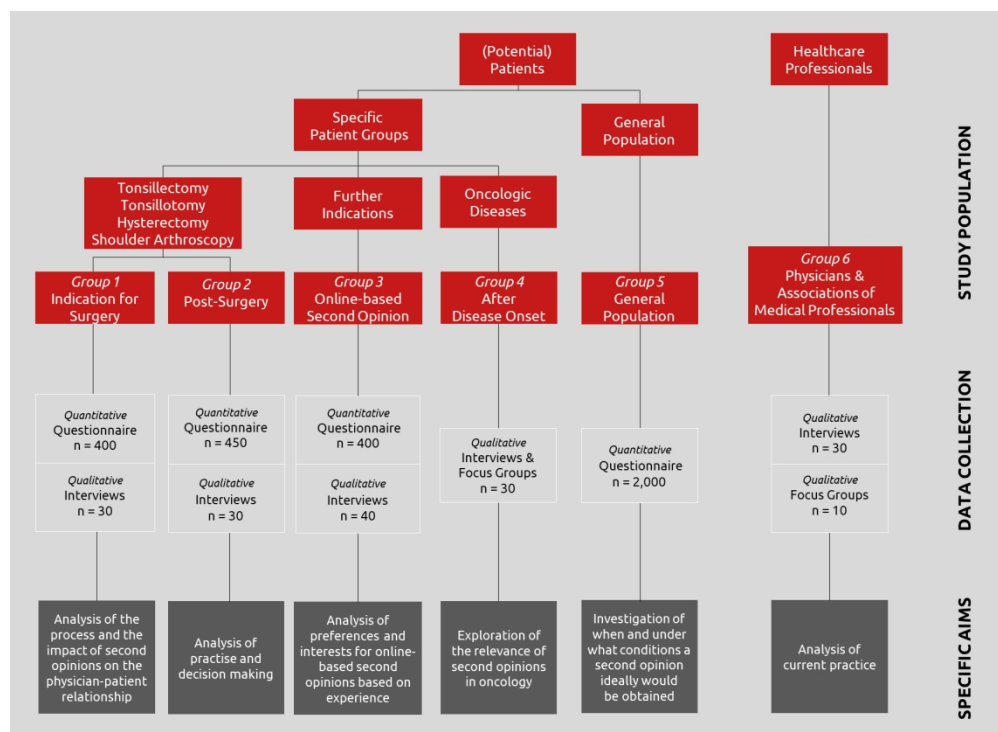 (Potential)
Patients
Healthcare
Professionals
Specific
Patient Groups
General
Population
Tonsillectomy
Tonsillotomy
Hysterectomy
Shoulder Arthroscopy
Further
Indications
Oncologic
Diseases
Group 1
Indication for
Surgery
Group 2
Post-Surgery
Group 3
Online-based
Second Opinion
Group 4
After
Disease Onset
Group 5
General
Population
Group 6
Physicians &
Associations of
Medical Professionals
STUDY POPULATION
Quantitative
Questionnaire
n = 400
Qualitative
Interviews
n = 30
Quantitative
Questionnaire
n = 450
Qualitative
Interviews
n = 30
Quantitative
Questionnaire
n = 400
Qualitative
Interviews
n = 40
Qualitative
Interviews &
Focus Groups
n = 30
Quantitative
Questionnaire
n = 2,000
Qualitative
Interviews
n = 30
Qualitative
Focus Groups
n = 10
DATA COLLECTION
Analysis of the
process and the
impact of second
opinions on the
physician-patient
relationship
Analysis of
practise and
decision making
Analysis of
preferences and
interests for online-
based second
opinions based on
experience
Exploration of
the relevance of
second opinions
in oncology
Investigation of
when and under
what conditions a
second opinion
ideally would
be obtained
Analysis of
current practice
SPECIFIC AIMS